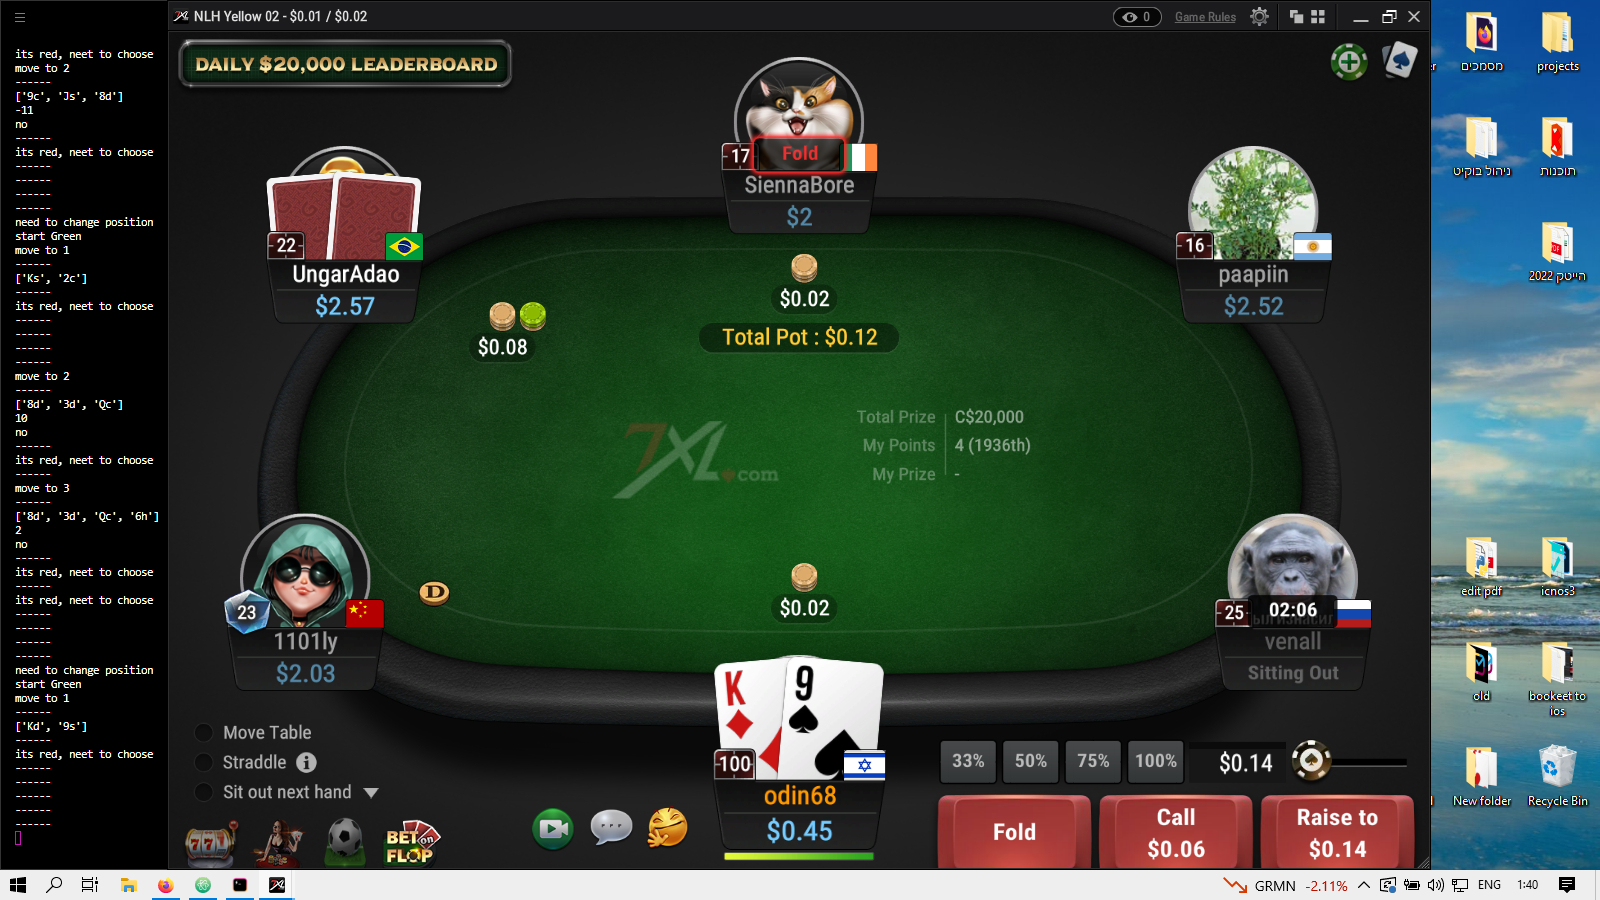 its red, neet to choose
move to 2
------
['9c', 'Js', '8d']
-11
no
------
its red, neet to choose
------
------
------
------
need to change position
start Green
move to 1
------
['Ks', '2c']
------
its red, neet to choose
------
------
------
------
move to 2
------
['8d', '3d', 'Qc']
10
no
------
its red, neet to choose
------
move to 3
------
['8d', '3d', 'Qc', '6h']
2
no
------
its red, neet to choose
------
its red, neet to choose
------
------
------
------
need to change position
start Green
move to 1
------
['Kd', '9s']
------
its red, neet to choose
------
------
------
------
------
7XL NLH Yellow 02 - $0.01 / $0.02
0
Game Rules
DAILY $20,000 LEADERBOARD
17
Fold
SiennaBore
$2
22
UngarAdao
$2.57
16
paapiin
$2.52
$0.02
$0.08
Total Pot : $0.12
Total Prize C$20,000
My Points 4 (1936th)
My Prize -
7XL.com
23
1101ly
$2.03
D
$0.02
25
02:06
venall
Sitting Out
K
9
100
odin68
$0.45
Move Table
Straddle i
Sit out next hand
777
BET on FLOP
33%
50%
75%
100%
$0.14
Fold
Call
$0.06
Raise to
$0.14
מסמכים
projects
ניהול בוקיט
תוכנות
הייטק 2022
edit pdf
icnos3
old
bookeet to ios
New folder
Recycle Bin
GRMN -2.11%
ENG
1:40